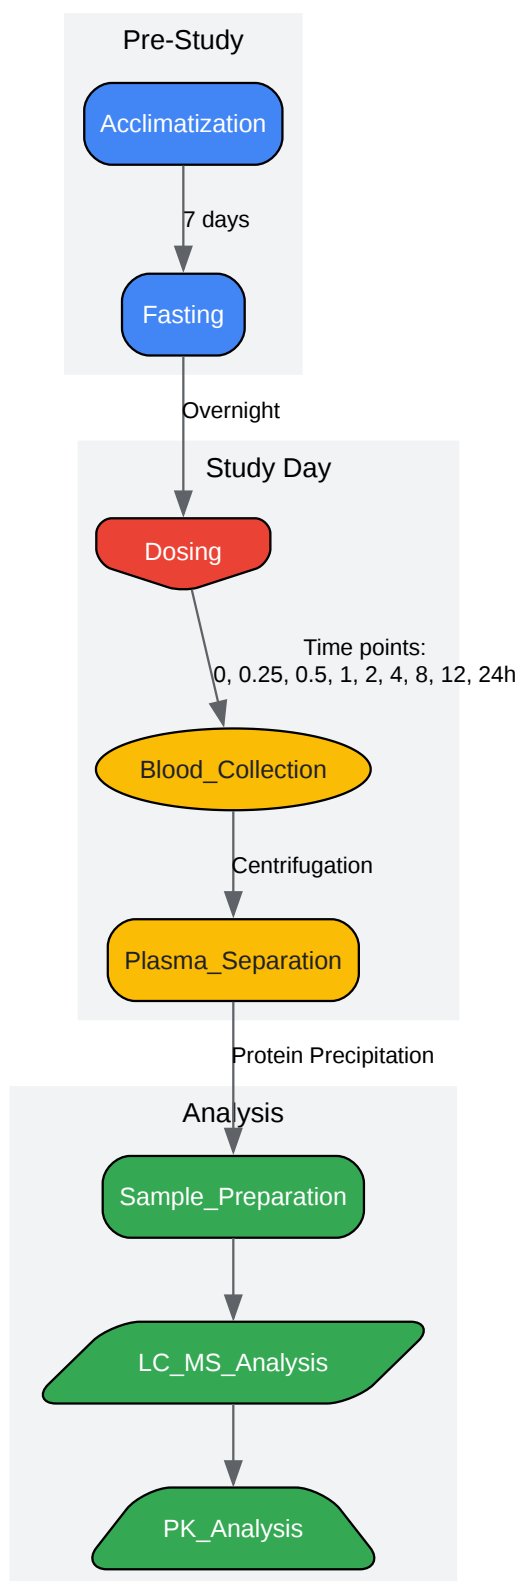 Pre-Study
Acclimatization
7 days
Fasting
Overnight
Study Day
Dosing
Time points:
0, 0.25, 0.5, 1, 2, 4, 8, 12, 24h
Blood_Collection
Centrifugation
Plasma_Separation
Protein Precipitation
Analysis
Sample_Preparation
LC_MS_Analysis
PK_Analysis